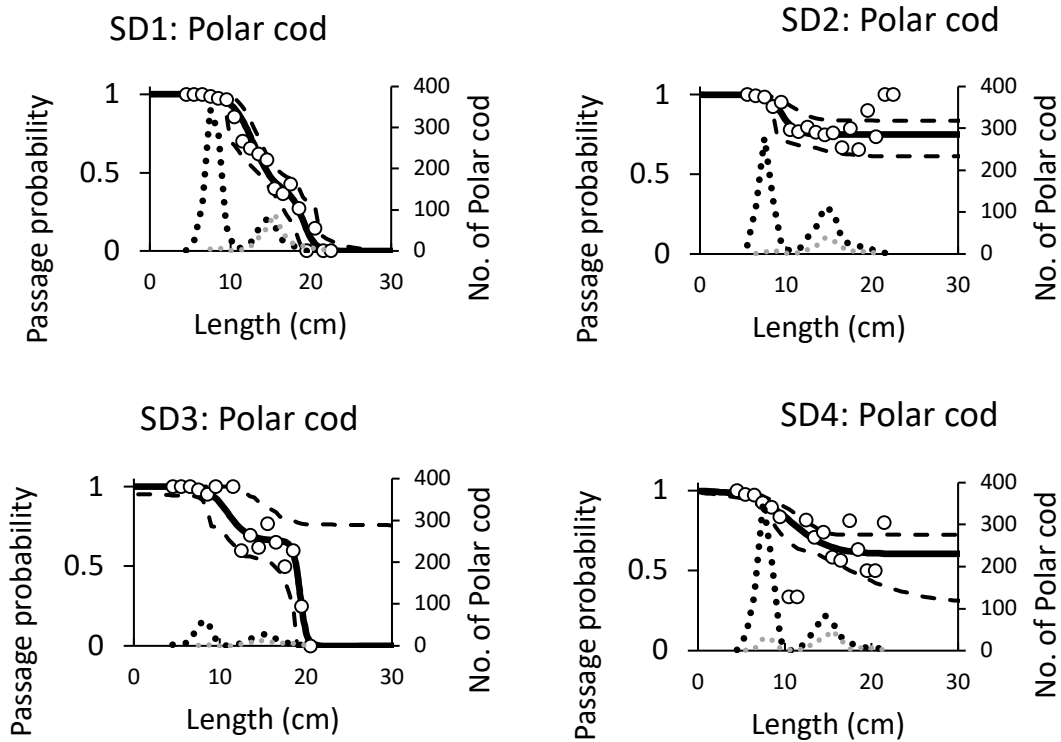 SD1: Polar cod
Passage probability
1
0.5
0
400
300
200
100
0
No. of Polar cod
0 10 20 30
Length (cm)
SD2: Polar cod
Passage probability
1
0.5
0
400
300
200
100
0
No. of Polar cod
0 10 20 30
Length (cm)
SD3: Polar cod
Passage probability
1
0.5
0
400
300
200
100
0
No. of Polar cod
0 10 20 30
Length (cm)
SD4: Polar cod
Passage probability
1
0.5
0
400
300
200
100
0
No. of Polar cod
0 10 20 30
Length (cm)